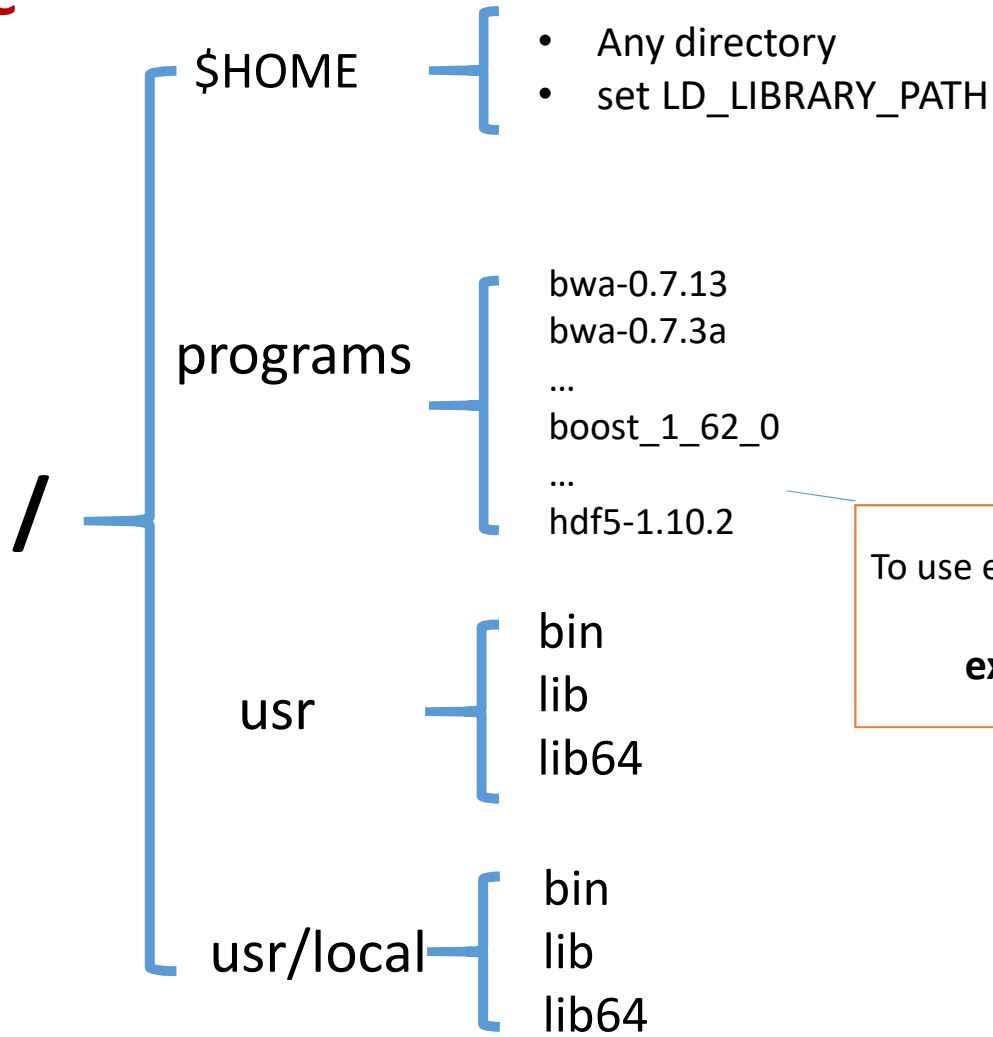 $HOME
• Any directory
• set LD_LIBRARY_PATH
programs
bwa-0.7.13
bwa-0.7.3a
…
boost_1_62_0
…
hdf5-1.10.2
/
To use
usr
bin
lib
lib64
usr/local
bin
lib
lib64